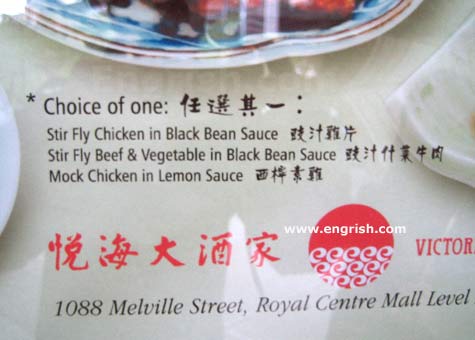 * Choice of one: 任選其一：
Stir Fly Chicken in Black Bean Sauce 豉汁雞片
Stir Fly Beef & Vegetable in Black Bean Sauce 豉汁什菜牛肉
Mock Chicken in Lemon Sauce 西檸素雞
www.engrish.com
悦海大酒家 VICTOR
1088 Melville Street, Royal Centre Mall Level